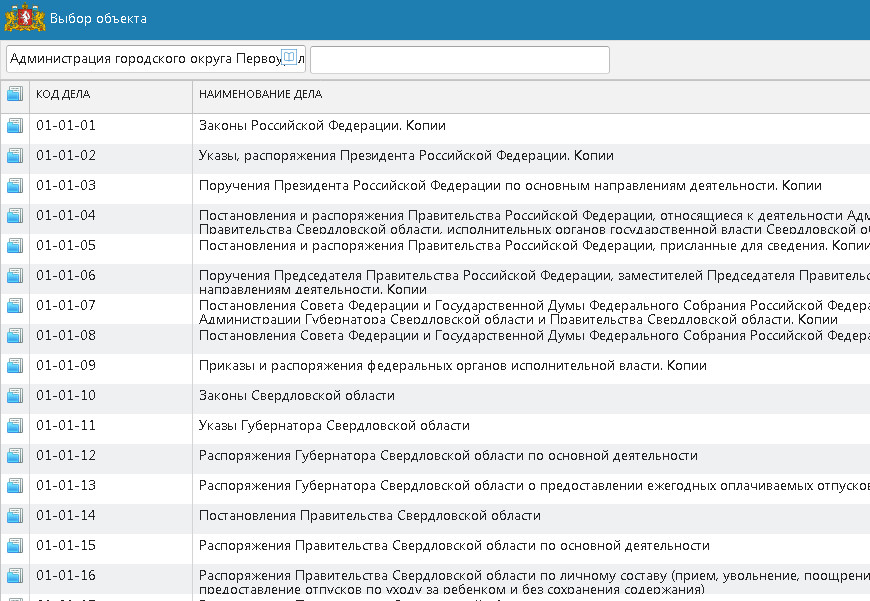 Выбор объекта
Администрация городского округа Первоу
КОД ДЕЛА НАИМЕНОВАНИЕ ДЕЛА
01-01-01 Законы Российской Федерации. Копии
01-01-02 Указы, распоряжения Президента Российской Федерации. Копии
01-01-03 Поручения Президента Российской Федерации по основным направлениям деятельности. Копии
01-01-04 Постановления и распоряжения Правительства Российской Федерации, относящиеся к деятельности Адм
Правительства Свердловской области, исполнительных органов государственной власти Свердловской о
01-01-05 Постановления и распоряжения Правительства Российской Федерации, присланные для сведения. Копии
01-01-06 Поручения Председателя Правительства Российской Федерации, заместителей Председателя Правительс
направлениям деятельности. Копии
01-01-07 Постановления Совета Федерации и Государственной Думы Федерального Собрания Российской Федера
Администрации Губернатора Свердловской области и Правительства Свердловской области. Копии
01-01-08 Постановления Совета Федерации и Государственной Думы Федерального Собрания Российской Федера
01-01-09 Приказы и распоряжения федеральных органов исполнительной власти. Копии
01-01-10 Законы Свердловской области
01-01-11 Указы Губернатора Свердловской области
01-01-12 Распоряжения Губернатора Свердловской области по основной деятельности
01-01-13 Распоряжения Губернатора Свердловской области о предоставлении ежегодных оплачиваемых отпусков
01-01-14 Постановления Правительства Свердловской области
01-01-15 Распоряжения Правительства Свердловской области по основной деятельности
01-01-16 Распоряжения Правительства Свердловской области по личному составу (прием, увольнение, поощрени
предоставление отпусков по уходу за ребенком и без сохранения содержания)